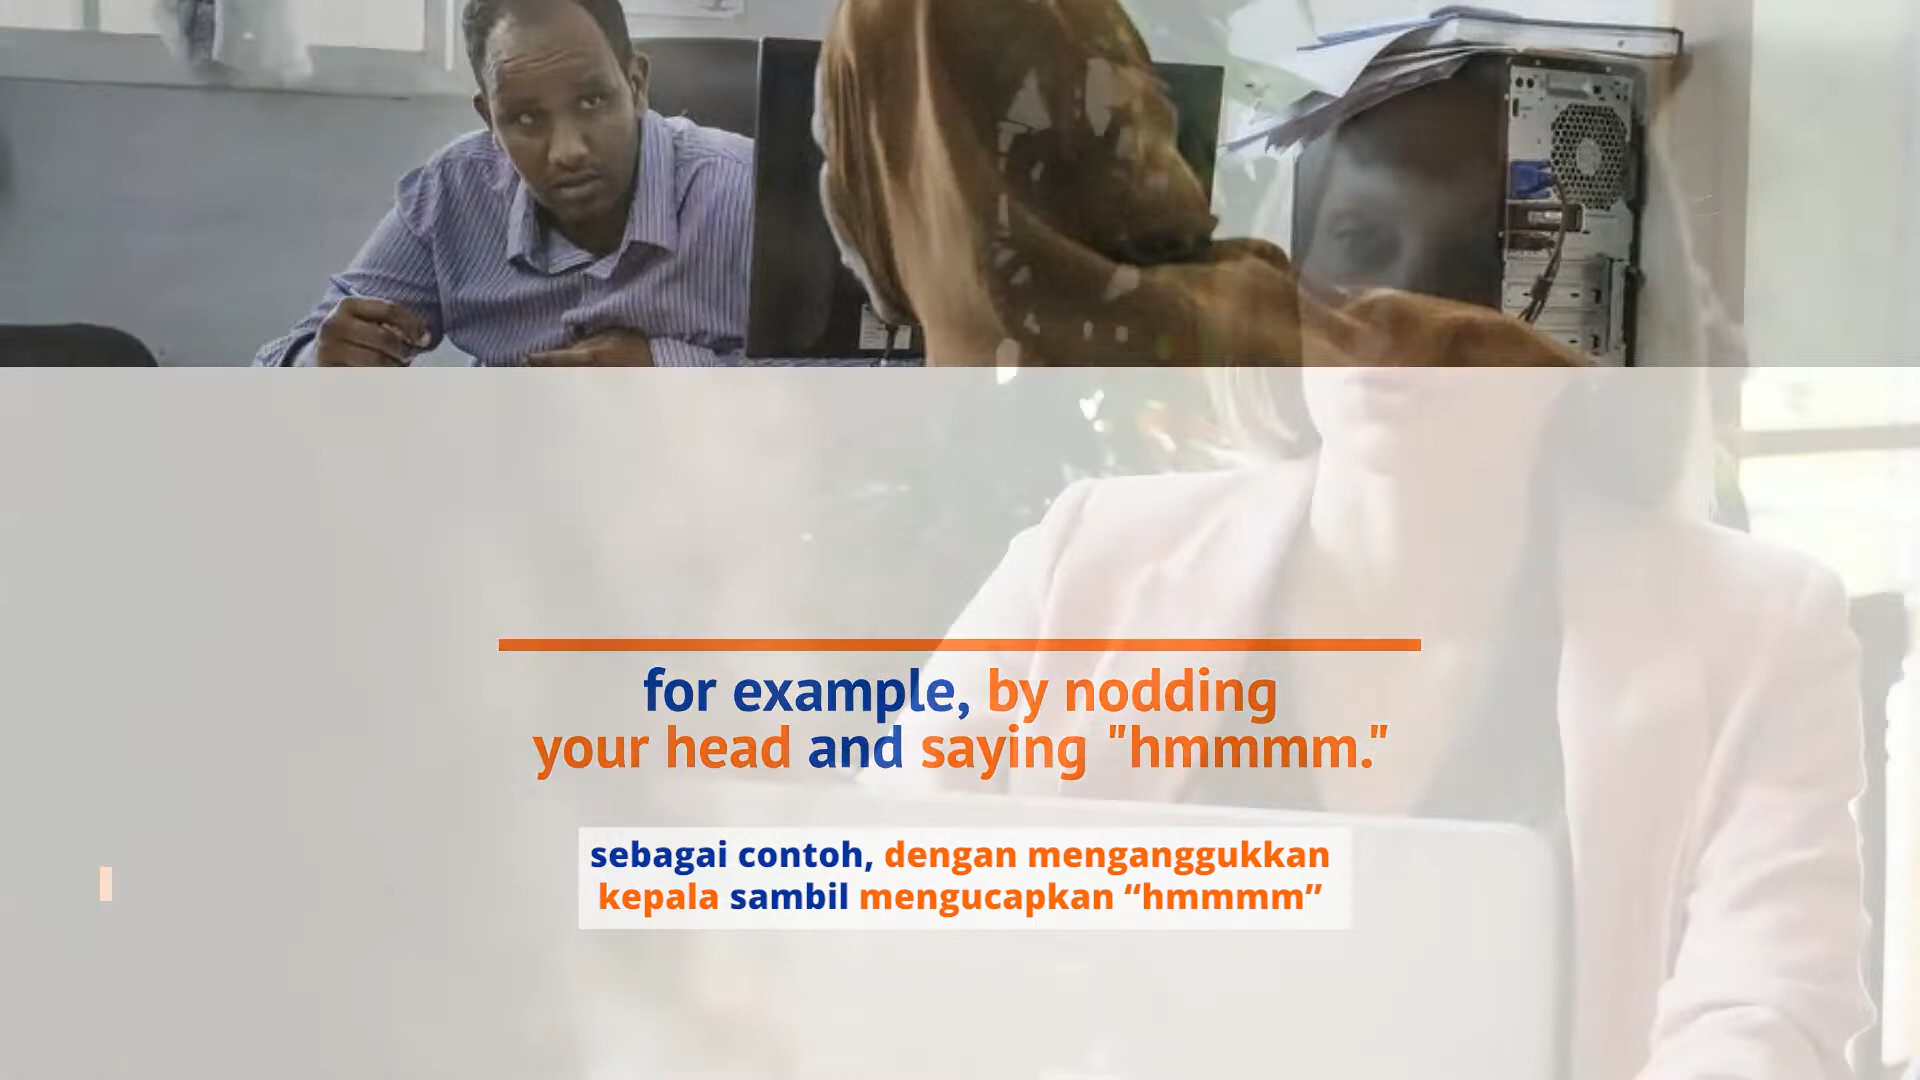 for example, by nodding
your head and saying "hmmmm."
sebagai contoh, dengan menganggukkan
kepala sambil mengucapkan “hmmmm”